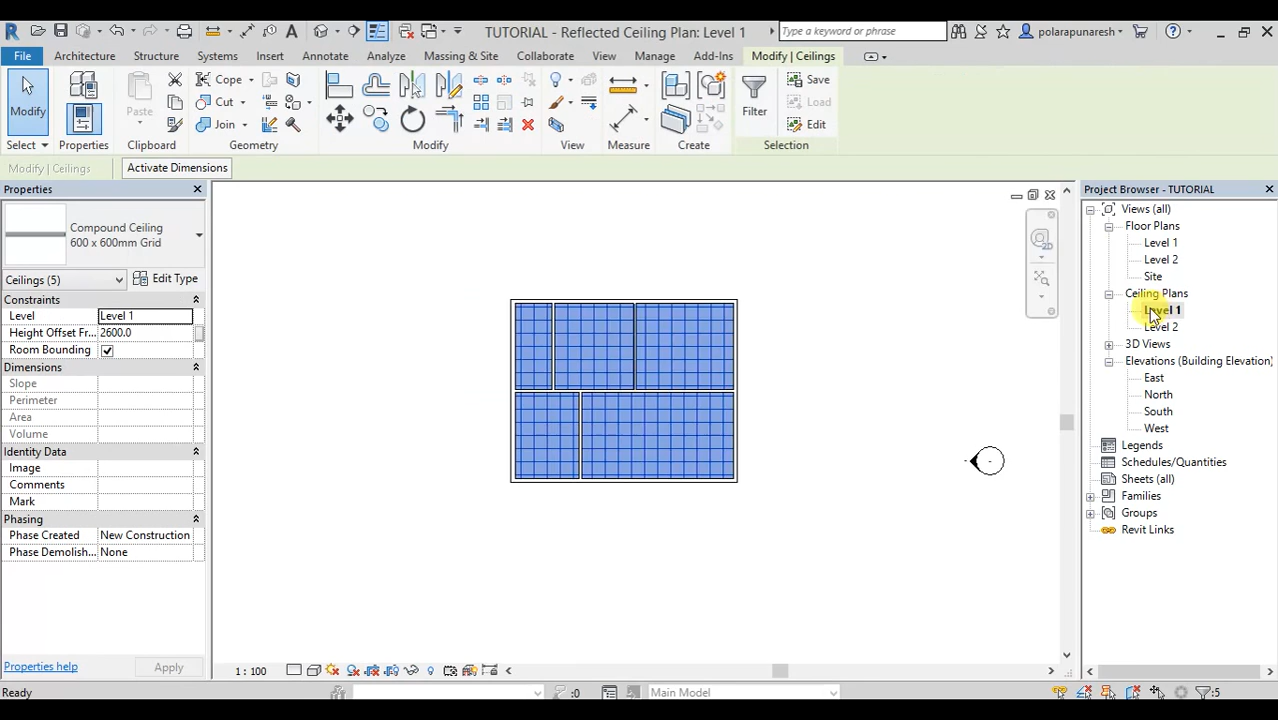 TUTORIAL - Reflected Ceiling Plan: Level 1
Type a keyword or phrase
polarapunaresh
File
Architecture
Structure
Systems
Insert
Annotate
Analyze
Massing & Site
Collaborate
View
Manage
Add-Ins
Modify | Ceilings
Modify
Paste
Cope
Cut
Join
Filter
Save
Load
Edit
Select
Properties
Clipboard
Geometry
Modify
View
Measure
Create
Selection
Modify | Ceilings
Activate Dimensions
Properties
Compound Ceiling
600 x 600mm Grid
Ceilings (5)
Edit Type
Constraints
Level
Level 1
Height Offset Fr...
2600.0
Room Bounding
Dimensions
Slope
Perimeter
Area
Volume
Identity Data
Image
Comments
Mark
Phasing
Phase Created
New Construction
Phase Demolish...
None
Properties help
Apply
1 : 100
Ready
:0
Main Model
:5
Project Browser - TUTORIAL
Views (all)
Floor Plans
Level 1
Level 2
Site
Ceiling Plans
Level 1
Level 2
3D Views
Elevations (Building Elevation)
East
North
South
West
Legends
Schedules/Quantities
Sheets (all)
Families
Groups
Revit Links